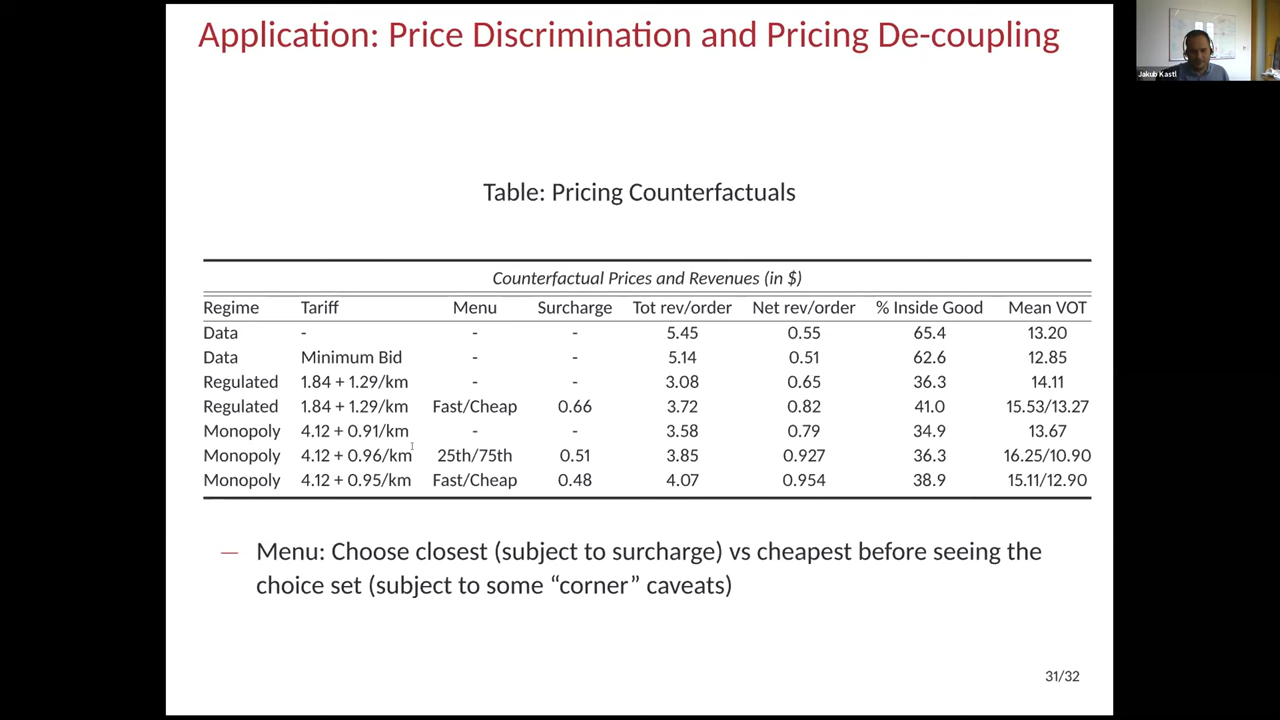 Application: Price Discrimination and Pricing De-coupling
Jakub Kastl
Table: Pricing Counterfactuals
Counterfactual Prices and Revenues (in $)
Regime Tariff Menu Surcharge Tot rev/order Net rev/order % Inside Good Mean VOT
Data - - - 5.45 0.55 65.4 13.20
Data Minimum Bid - - 5.14 0.51 62.6 12.85
Regulated 1.84 + 1.29/km - - 3.08 0.65 36.3 14.11
Regulated 1.84 + 1.29/km Fast/Cheap 0.66 3.72 0.82 41.0 15.53/13.27
Monopoly 4.12 + 0.91/km - - 3.58 0.79 34.9 13.67
Monopoly 4.12 + 0.96/km 25th/75th 0.51 3.85 0.927 36.3 16.25/10.90
Monopoly 4.12 + 0.95/km Fast/Cheap 0.48 4.07 0.954 38.9 15.11/12.90
— Menu: Choose closest (subject to surcharge) vs cheapest before seeing the
choice set (subject to some “corner” caveats)
31/32